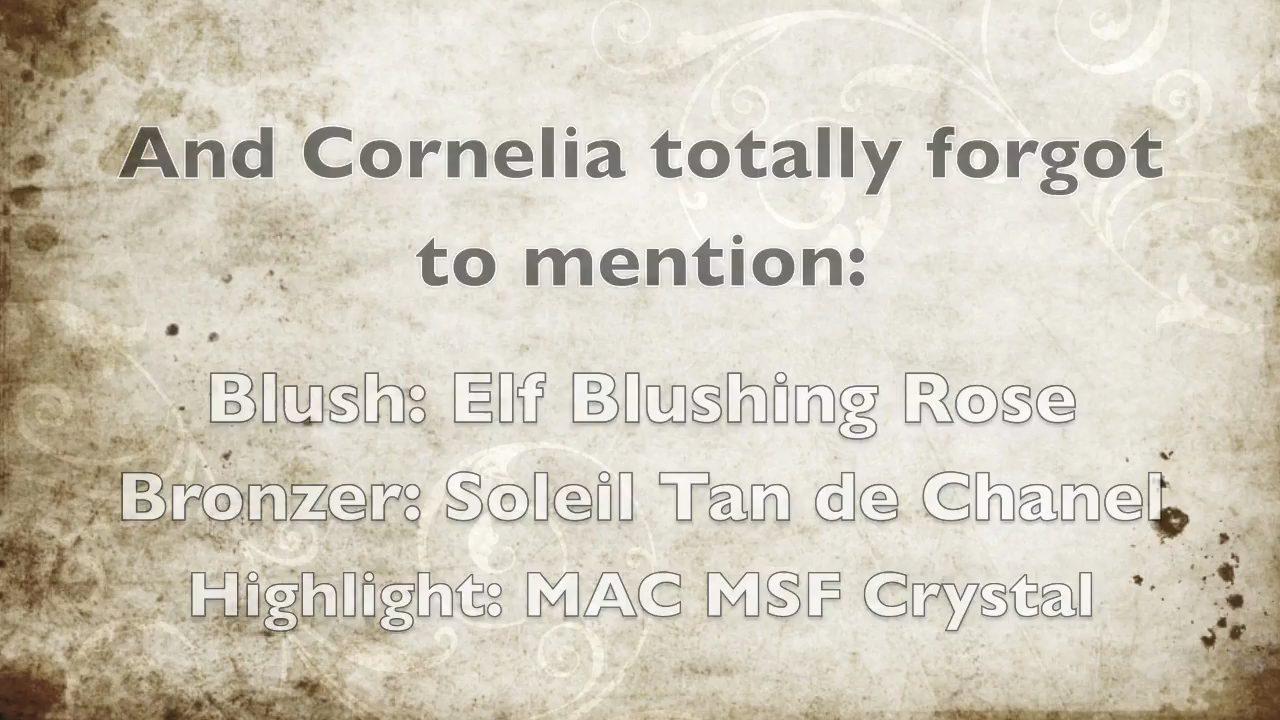 And Cornelia totally forgot
to mention:
Blush: Elf Blushing Rose
Bronzer: Soleil Tan de Chanel
Highlight: MAC MSF Crystal